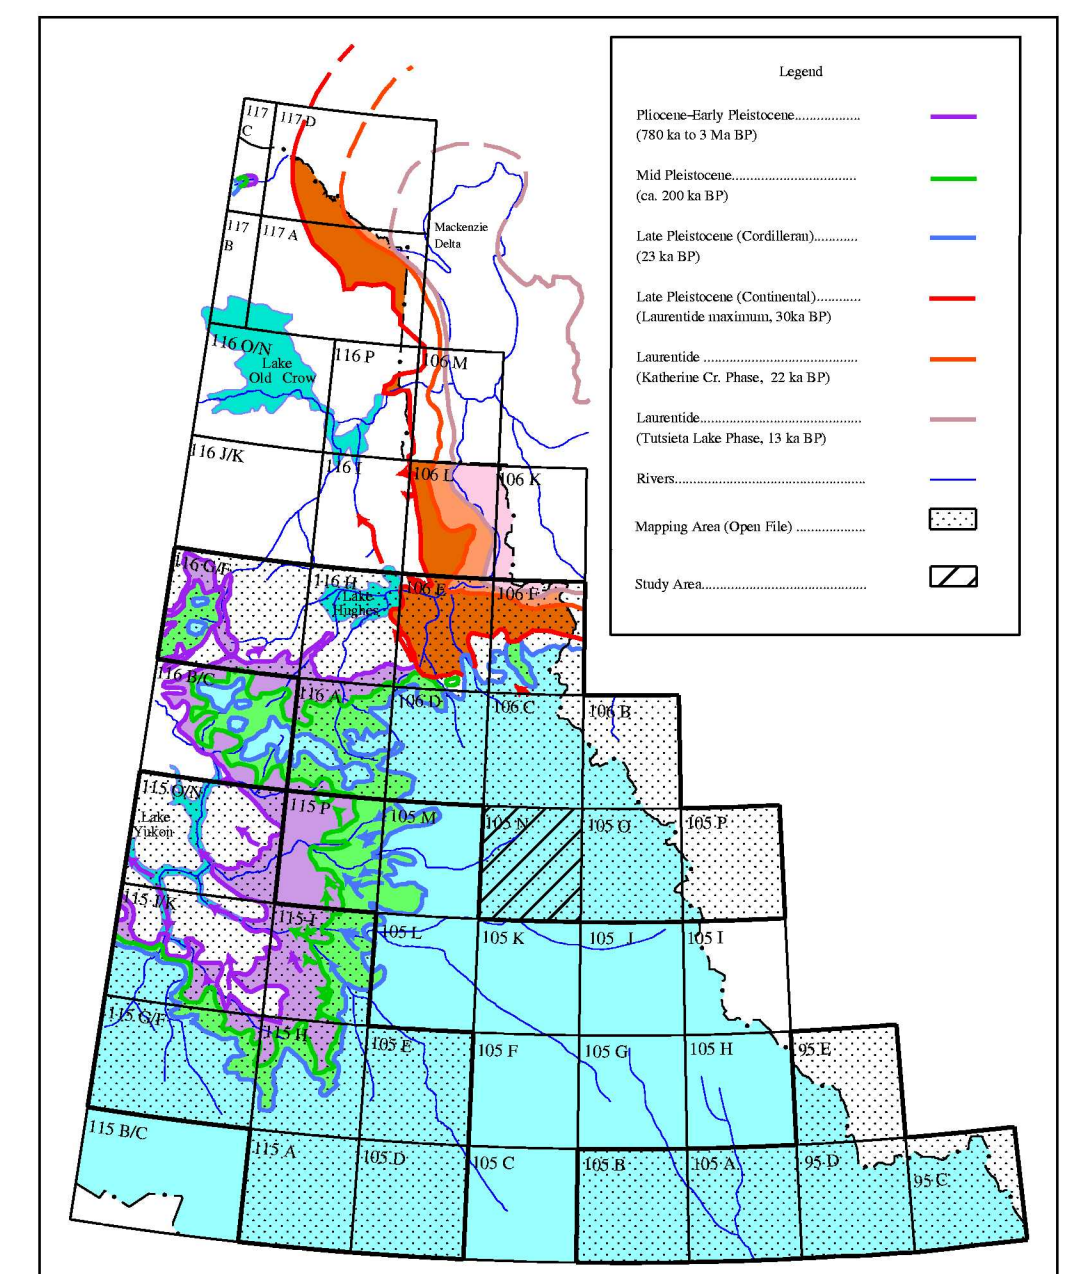 Legend
Pliocene-Early Pleistocene..................
(780 ka to 3 Ma BP)
Mid Pleistocene..................................
(ca. 200 ka BP)
Late Pleistocene (Cordilleran)............
(23 ka BP)
Late Pleistocene (Continental)............
(Laurentide maximum, 30ka BP)
Laurentide ..........................................
(Katherine Cr. Phase, 22 ka BP)
Laurentide............................................
(Tutsieta Lake Phase, 13 ka BP)
Rivers....................................................
Mapping Area (Open File) ...................
Study Area.............................................
117
C
117 D
117
B
117 A
Mackenzie
Delta
116 O/N
Lake
Old Crow
116 P
106 M
116 J/K
116 I
106 L
106 K
116 G/F
116 H
Lake
Hughes
106 E
106 F
116 B/C
116 A
106 D
106 C
106 B
115 O/N
Lake
Yukon
115 P
105 M
105 N
105 O
105 P
115 J/K
115 I
105 L
105 K
105 J
105 I
115 G/F
115 H
105 E
105 F
105 G
105 H
95 E
115 B/C
115 A
105 D
105 C
105 B
105 A
95 D
95 C